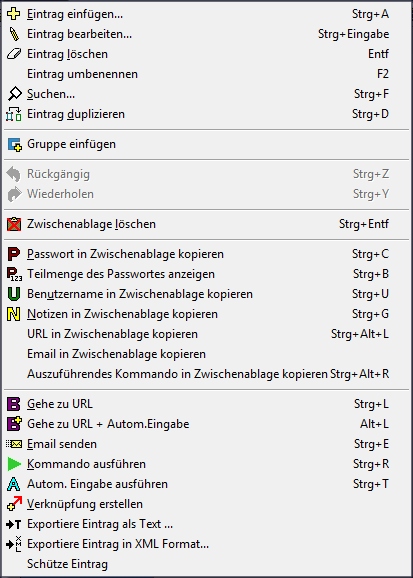 Eintrag einfügen... Strg+A
Eintrag bearbeiten... Strg+Eingabe
Eintrag löschen Entf
Eintrag umbenennen F2
Suchen... Strg+F
Eintrag duplizieren Strg+D
Gruppe einfügen
Rückgängig Strg+Z
Wiederholen Strg+Y
Zwischenablage löschen Strg+Entf
P Passwort in Zwischenablage kopieren Strg+C
P123 Teilmenge des Passwortes anzeigen Strg+B
U Benutzername in Zwischenablage kopieren Strg+U
N Notizen in Zwischenablage kopieren Strg+G
URL in Zwischenablage kopieren Strg+Alt+L
Email in Zwischenablage kopieren
Auszuführendes Kommando in Zwischenablage kopieren Strg+Alt+R
B Gehe zu URL Strg+L
B Gehe zu URL + Autom.Eingabe Alt+L
Email senden Strg+E
Kommando ausführen Strg+R
A Autom. Eingabe ausführen Strg+T
Verknüpfung erstellen
T Exportiere Eintrag als Text ...
XML Exportiere Eintrag in XML Format...
Schütze Eintrag